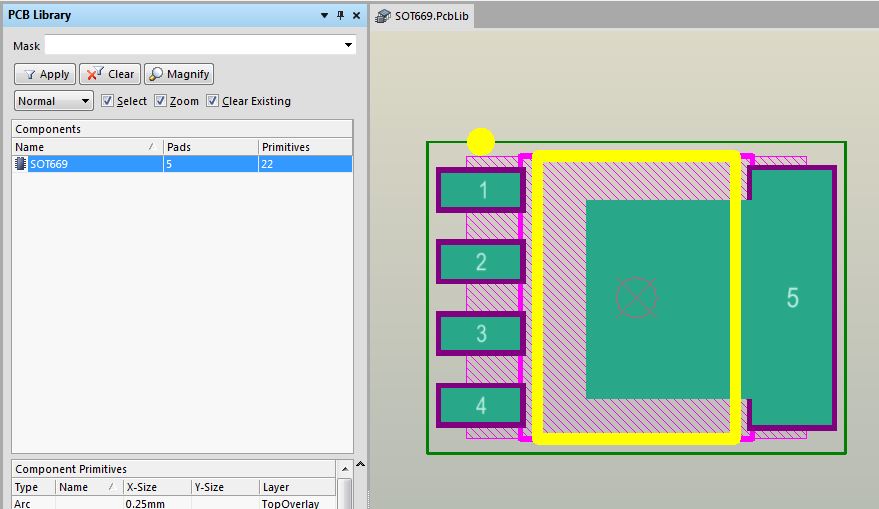 PCB Library
SOT669.PcbLib
Mask
Apply Clear Magnify
Normal Select Zoom Clear Existing
Components
Name Pads Primitives
SOT669 5 22
1
2
3
4
5
Component Primitives
Type Name X-Size Y-Size Layer
Arc 0.25mm TopOverlay